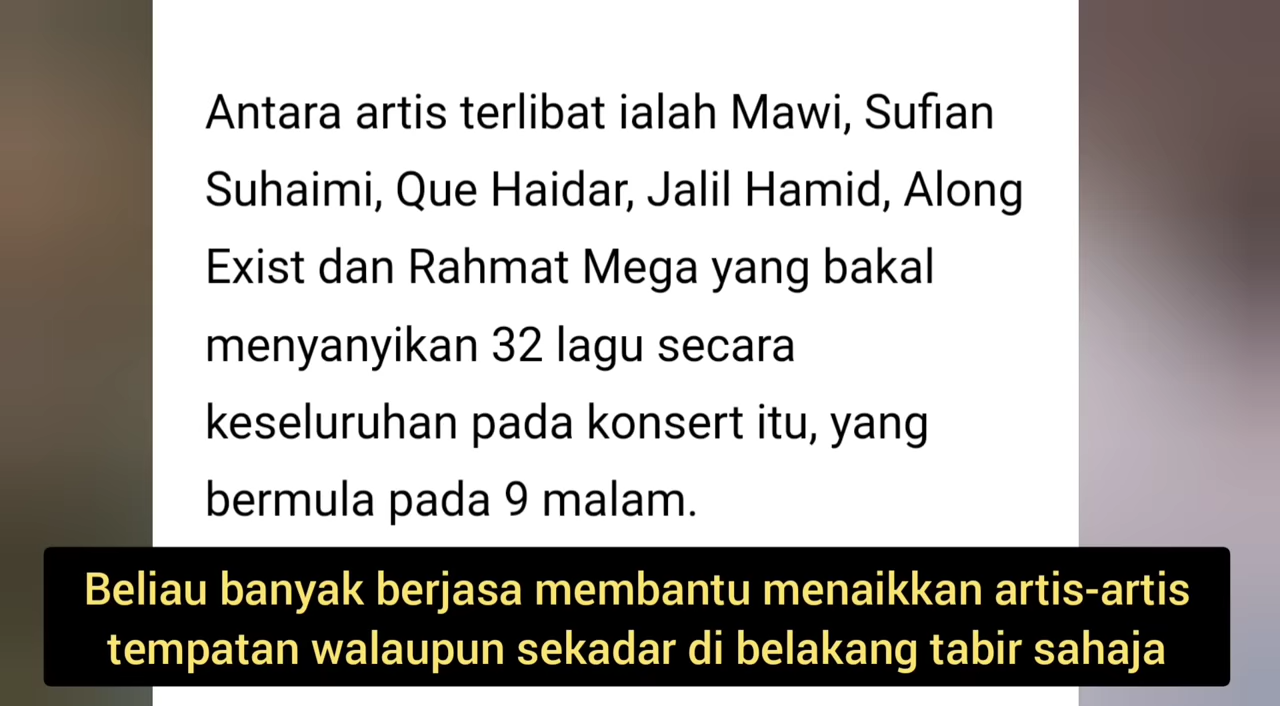 Antara artis terlibat ialah Mawi, Sufian
Suhaimi, Que Haidar, Jalil Hamid, Along
Exist dan Rahmat Mega yang bakal
menyanyikan 32 lagu secara
keseluruhan pada konsert itu, yang
bermula pada 9 malam.
Beliau banyak berjasa membantu menaikkan artis-artis
tempatan walaupun sekadar di belakang tabir sahaja